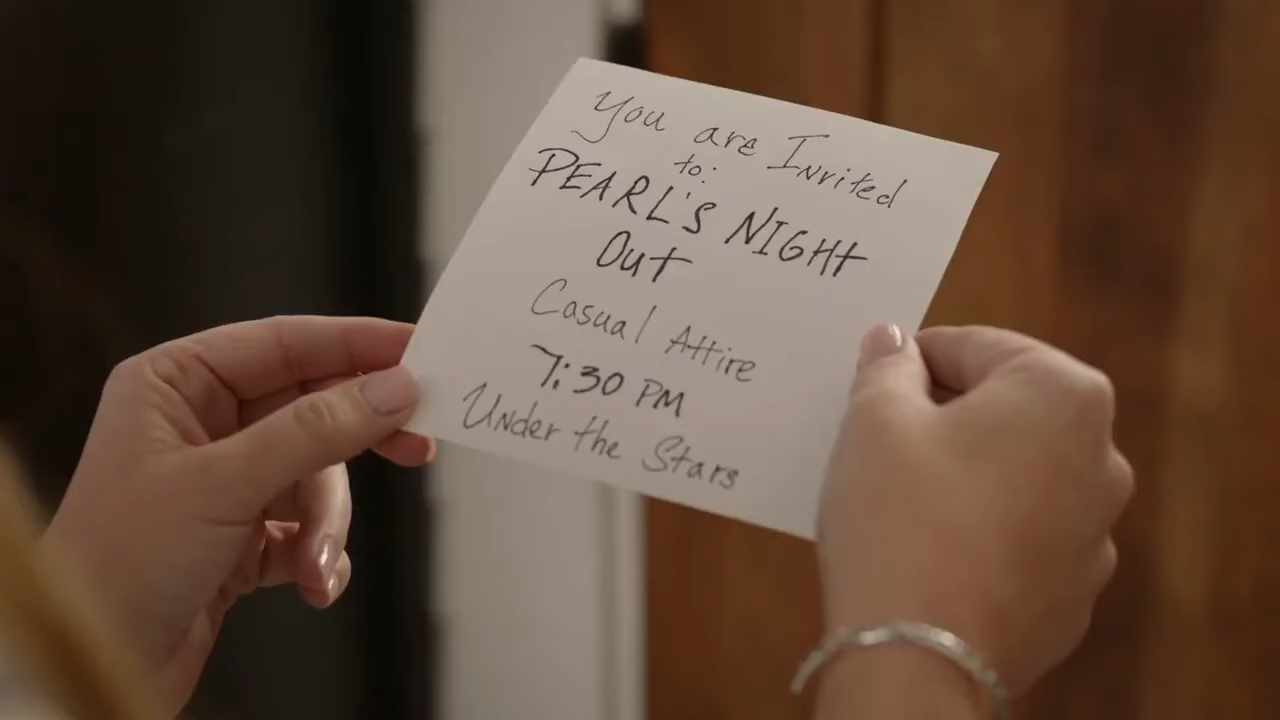 You are Invited
to:
PEARL'S NIGHT
Out
Casual Attire
7:30 PM
Under the Stars